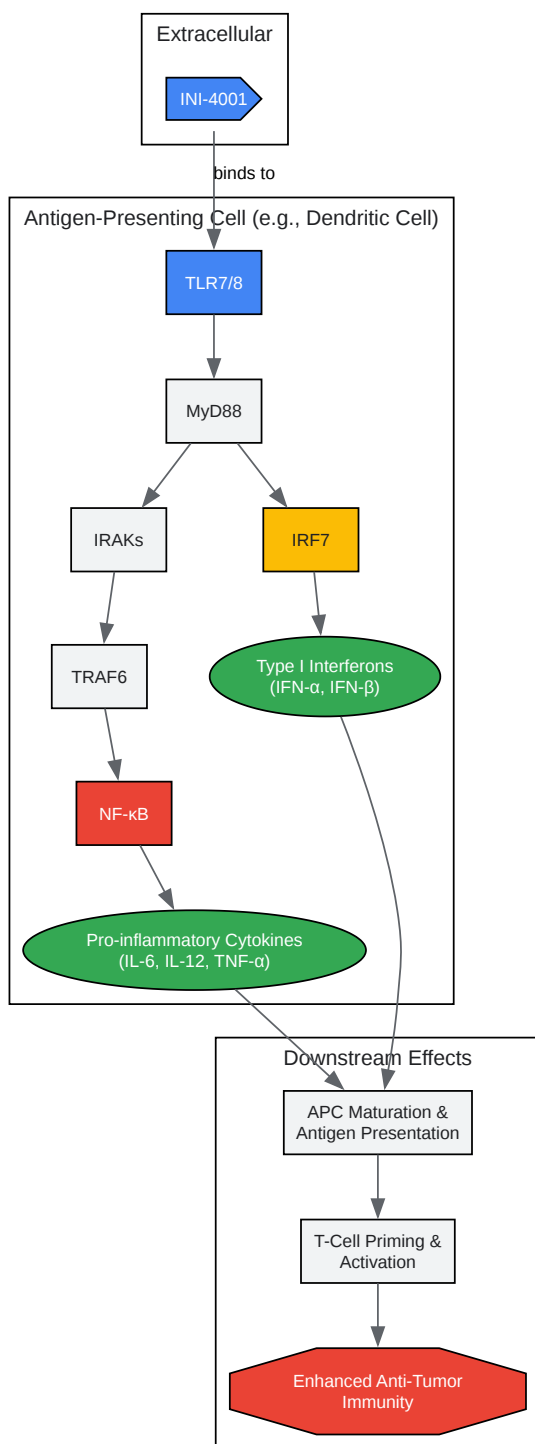 Extracellular
INI-4001
binds to
Antigen-Presenting Cell (e.g., Dendritic Cell)
TLR7/8
MyD88
IRAKs
IRF7
TRAF6
Type I Interferons
(IFN-α, IFN-β)
NF-κB
Pro-inflammatory Cytokines
(IL-6, IL-12, TNF-α)
Downstream Effects
APC Maturation &
Antigen Presentation
T-Cell Priming &
Activation
Enhanced Anti-Tumor
Immunity